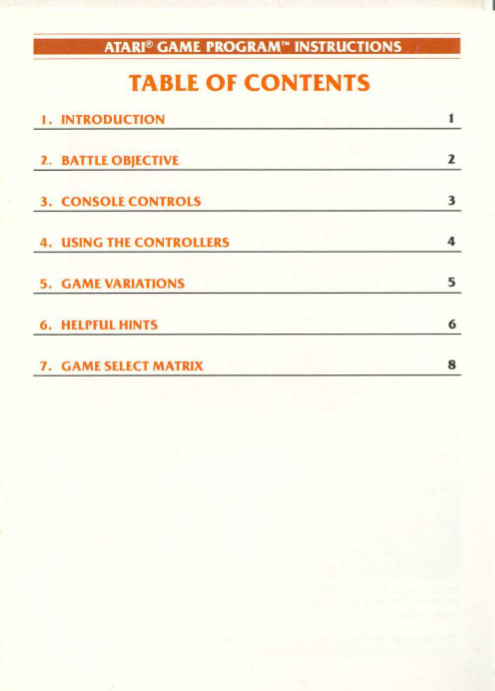 ATARI® GAME PROGRAM™ INSTRUCTIONS
TABLE OF CONTENTS
1. INTRODUCTION 1
2. BATTLE OBJECTIVE 2
3. CONSOLE CONTROLS 3
4. USING THE CONTROLLERS 4
5. GAME VARIATIONS 5
6. HELPFUL HINTS 6
7. GAME SELECT MATRIX 8